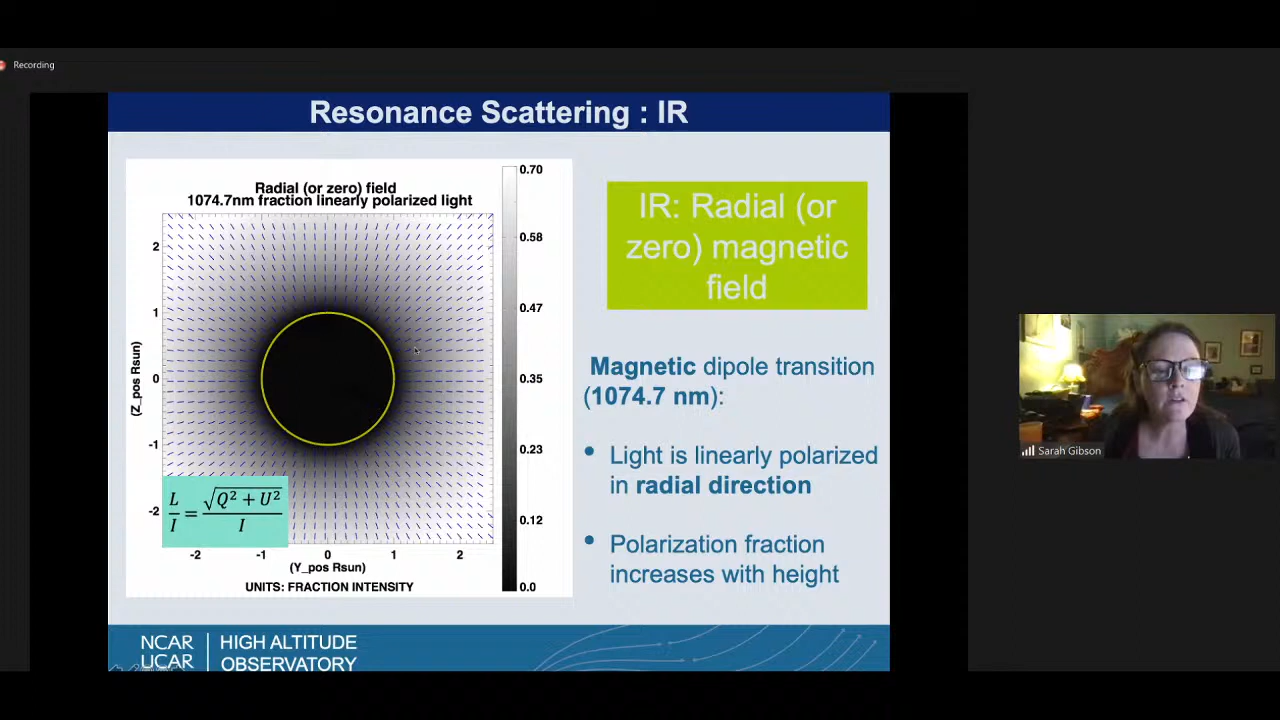 Recording
Resonance Scattering : IR
Radial (or zero) field
1074.7nm fraction linearly polarized light
2
1
0
-1
-2
(Z_pos Rsun)
-2 -1 0 1 2
(Y_pos Rsun)
UNITS: FRACTION INTENSITY
0.70
0.58
0.47
0.35
0.23
0.12
0.0
L/I = √(Q² + U²)/I
IR: Radial (or
zero) magnetic
field
Magnetic dipole transition
(1074.7 nm):
• Light is linearly polarized
in radial direction
• Polarization fraction
increases with height
NCAR
UCAR
HIGH ALTITUDE
OBSERVATORY
Sarah Gibson